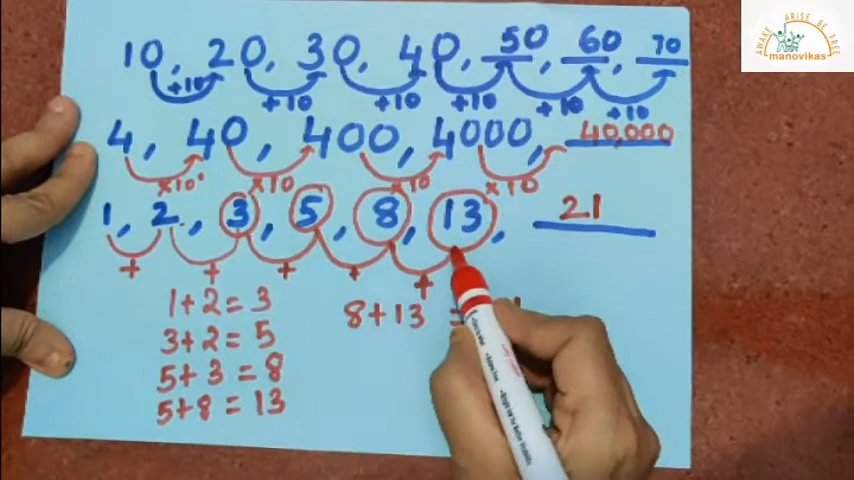 AWAKE ARISE BE FREE
manovikas
10, 20, 30, 40, 50, 60, 70
+10 +10 +10 +10 +10 +10
4, 40, 400, 4000, 40,000
×10 ×10 ×10 ×10
1, 2, 3, 5, 8, 13, 21
+ + + + +
1+2=3
8+13 =
3+2=5
5+3=8
5+8=13